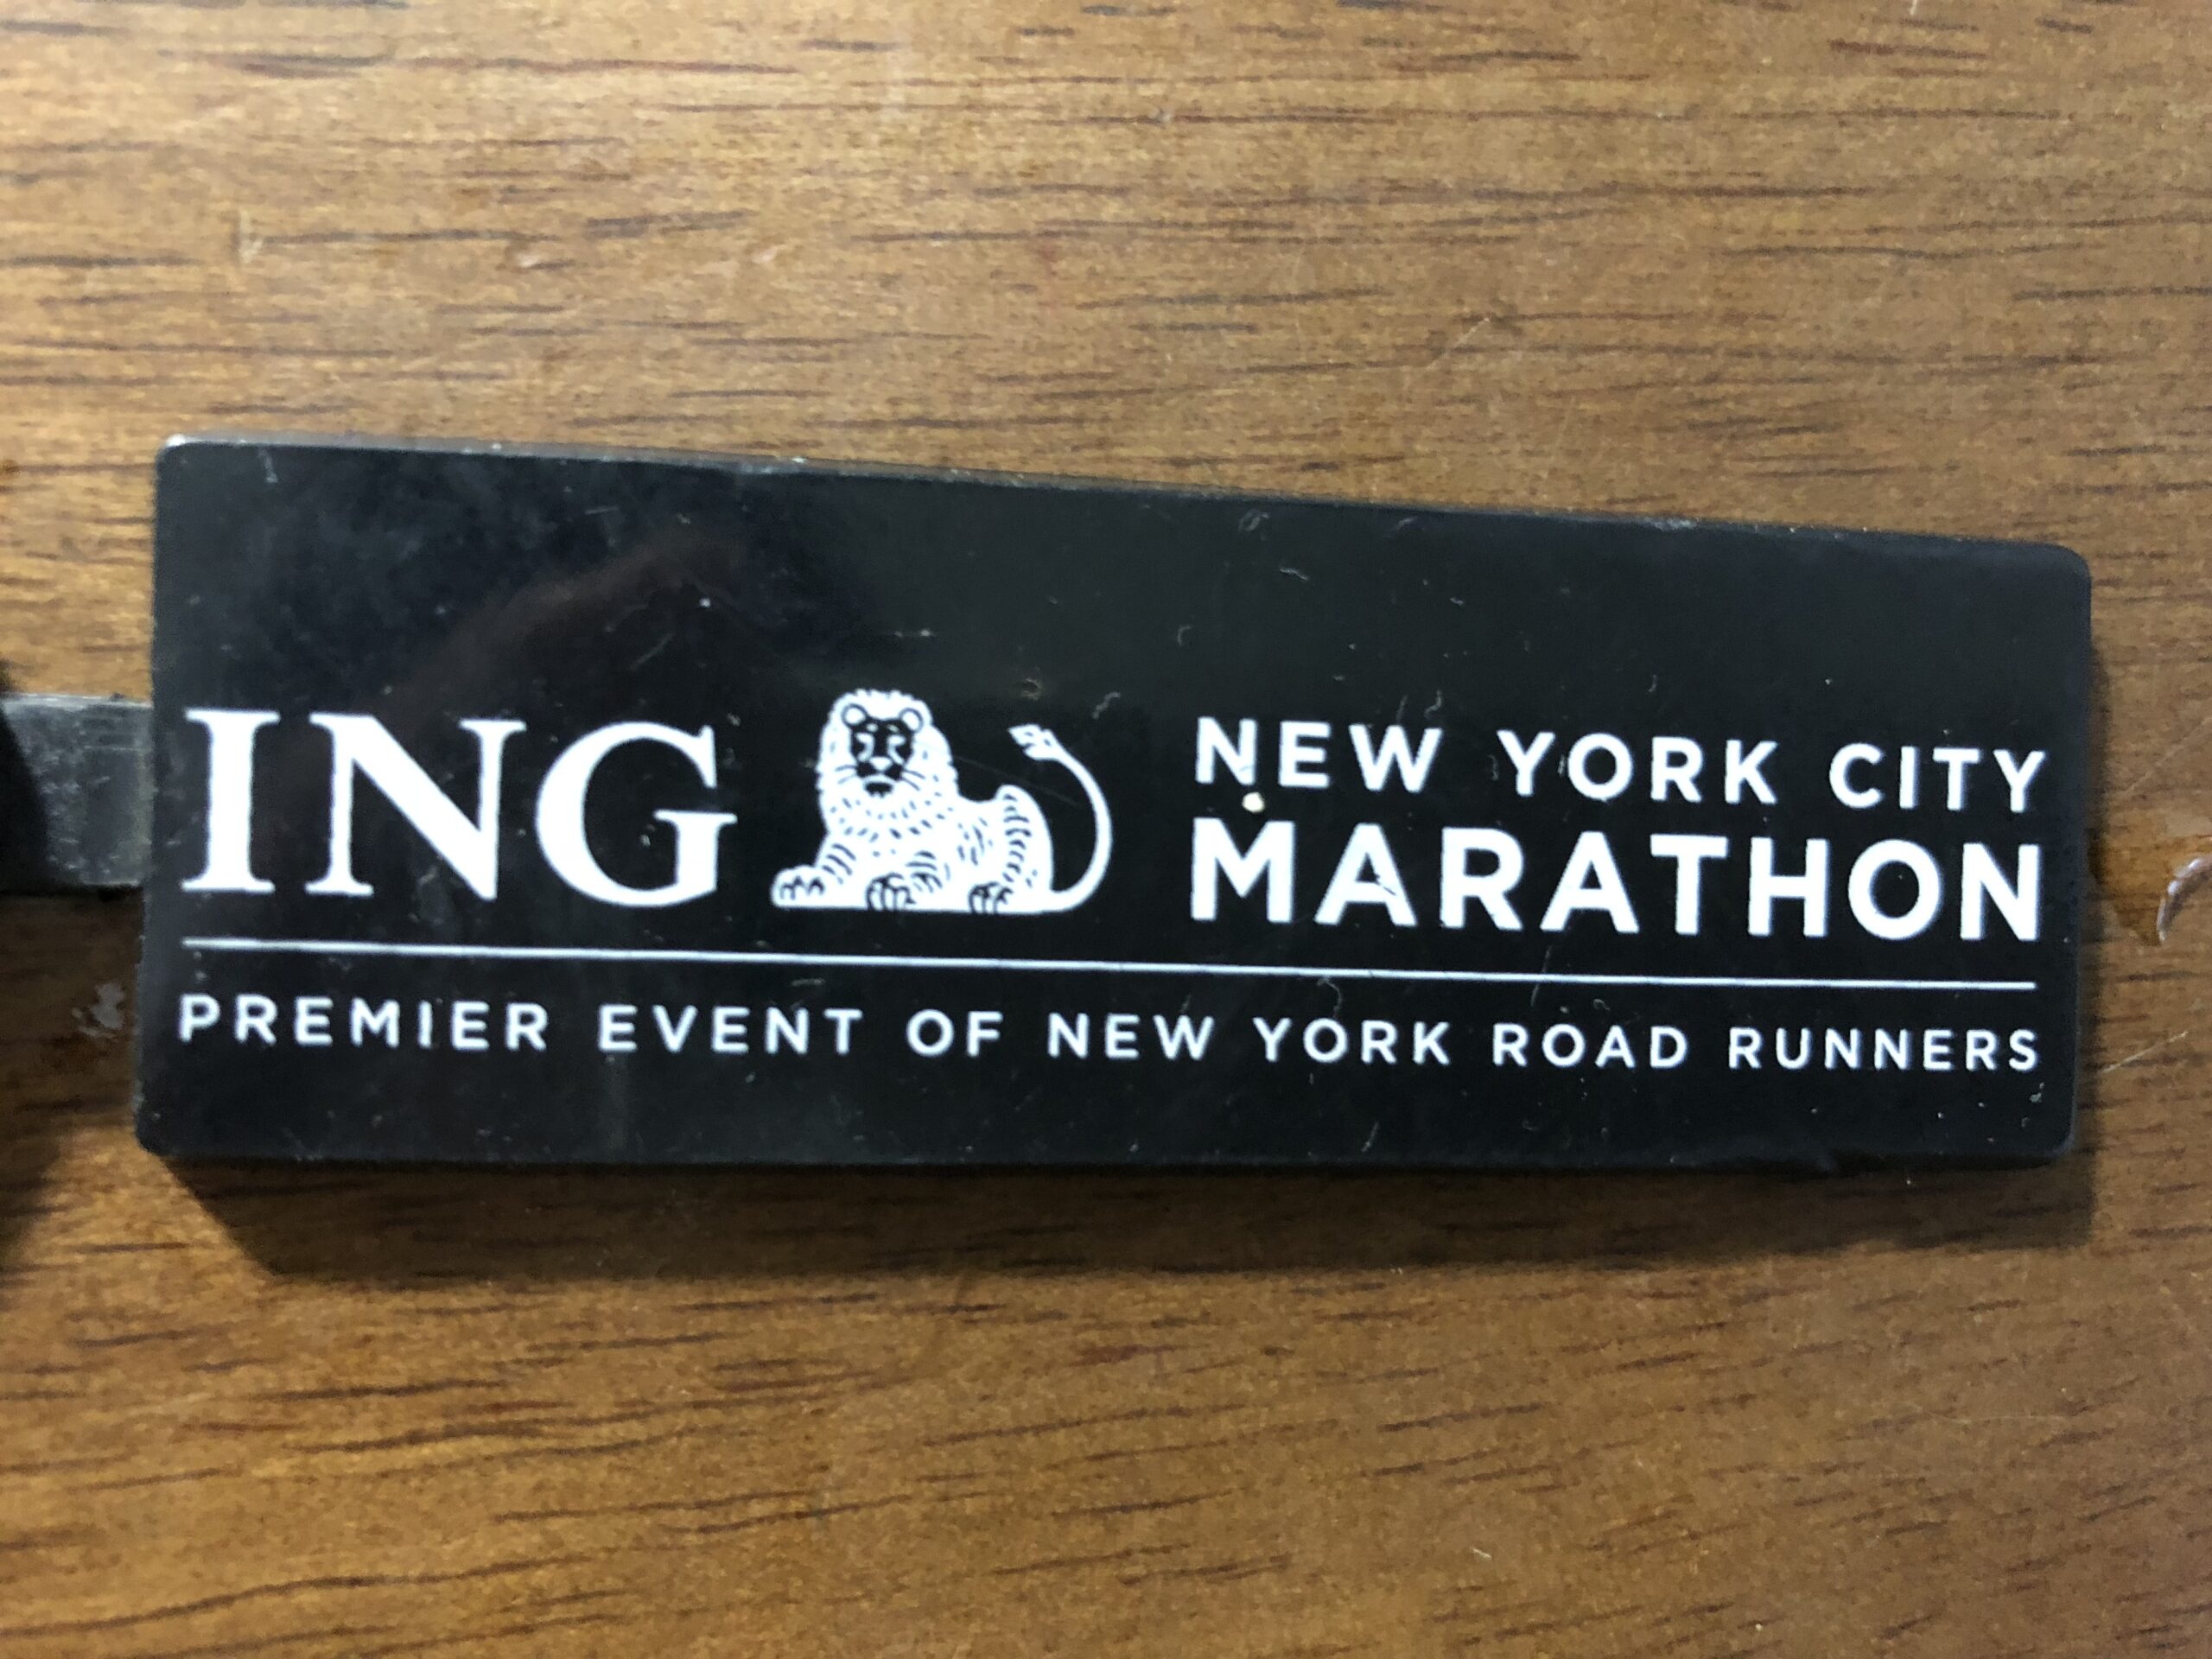 ING
NEW YORK CITY
MARATHON
PREMIER EVENT OF NEW YORK ROAD RUNNERS